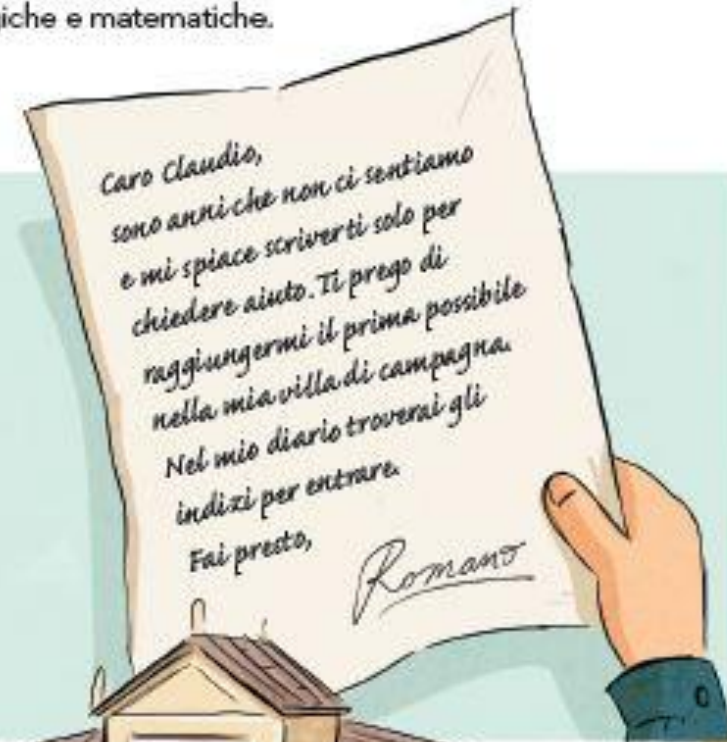 giche e matematiche.
Caro Claudio,
sono anni che non ci sentiamo
e mi spiace scriverti solo per
chiedere aiuto. Ti prego di
raggiungermi il prima possibile
nella mia villa di campagna.
Nel mio diario troverai gli
indizi per entrare.
Fai presto,
Romano